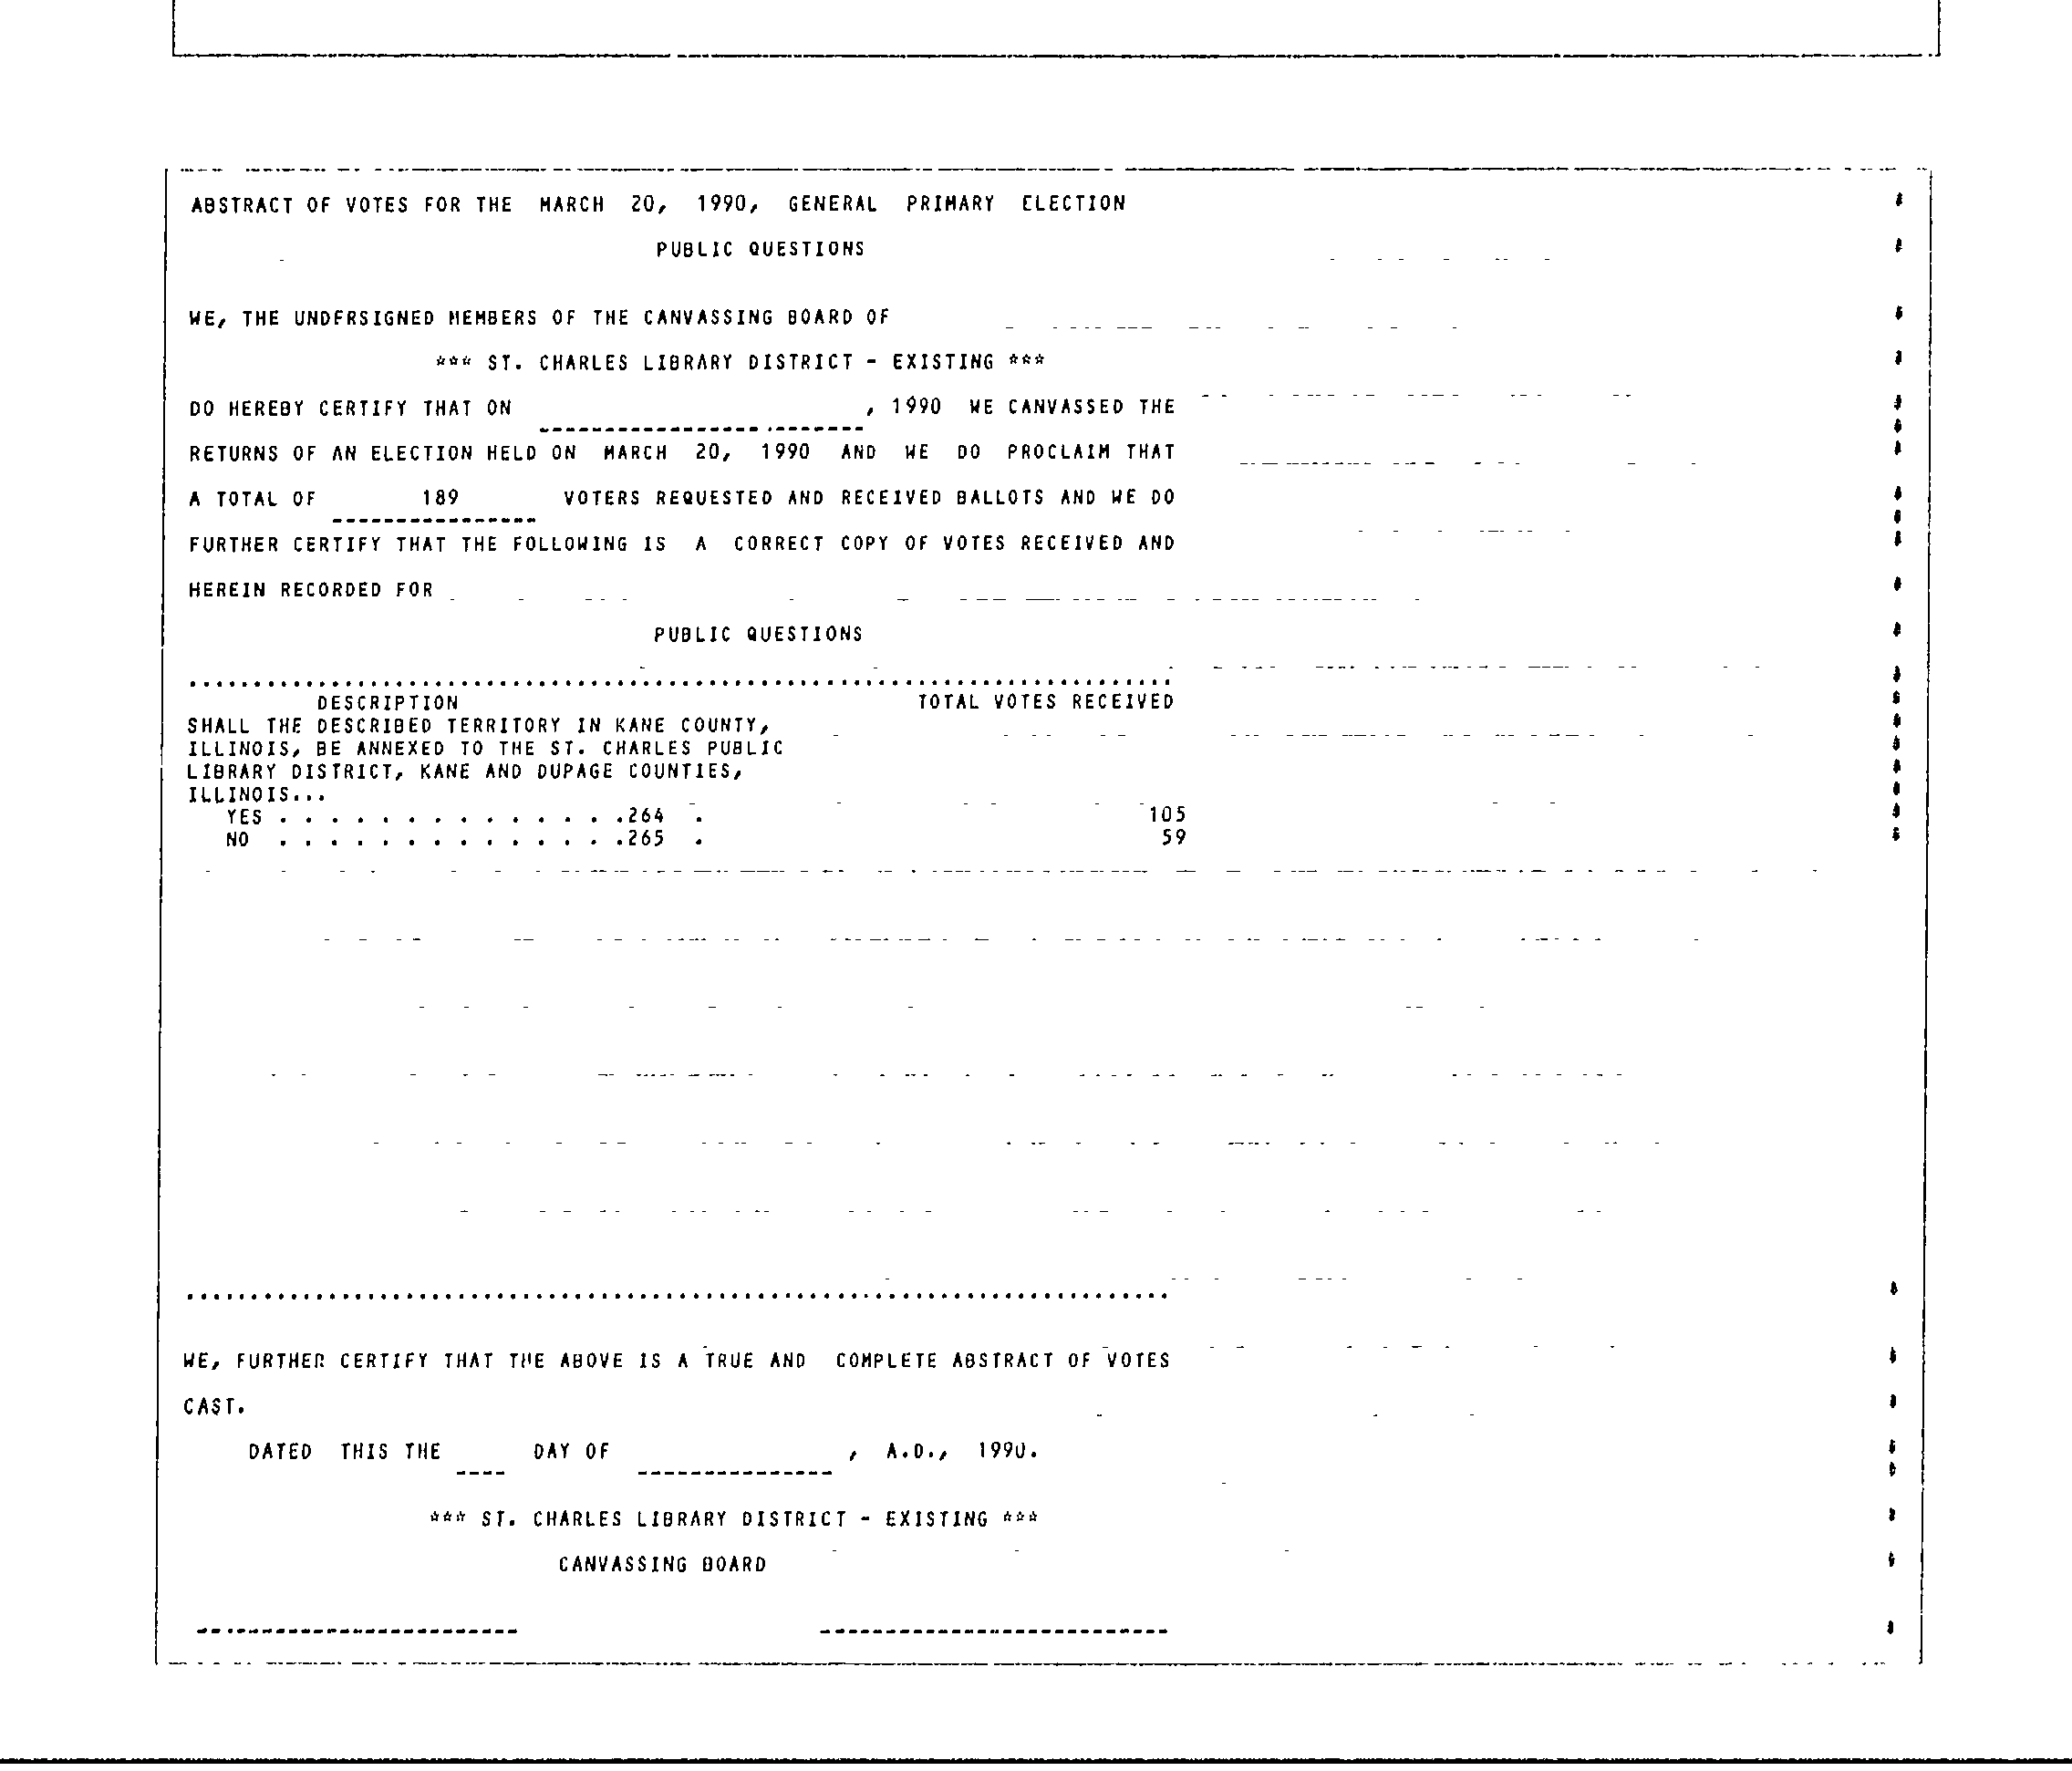 ABSTRACT OF VOTES FOR THE MARCH 20, 1990, GENERAL PRIMARY ELECTION
PUBLIC QUESTIONS
WE, THE UNDERSIGNED MEMBERS OF THE CANVASSING BOARD OF
*** ST. CHARLES LIBRARY DISTRICT - EXISTING ***
DO HEREBY CERTIFY THAT ON , 1990 WE CANVASSED THE
RETURNS OF AN ELECTION HELD ON MARCH 20, 1990 AND WE DO PROCLAIM THAT
A TOTAL OF 189 VOTERS REQUESTED AND RECEIVED BALLOTS AND WE DO
FURTHER CERTIFY THAT THE FOLLOWING IS A CORRECT COPY OF VOTES RECEIVED AND
HEREIN RECORDED FOR
PUBLIC QUESTIONS
DESCRIPTION TOTAL VOTES RECEIVED
SHALL THE DESCRIBED TERRITORY IN KANE COUNTY,
ILLINOIS, BE ANNEXED TO THE ST. CHARLES PUBLIC
LIBRARY DISTRICT, KANE AND DUPAGE COUNTIES,
ILLINOIS...
YES . . . . . . . . . . . . . .264 . 105
NO . . . . . . . . . . . . . .265 . 59
WE, FURTHER CERTIFY THAT THE ABOVE IS A TRUE AND COMPLETE ABSTRACT OF VOTES
CAST.
DATED THIS THE ---- DAY OF --------------- , A.D., 1990.
*** ST. CHARLES LIBRARY DISTRICT - EXISTING ***
CANVASSING BOARD